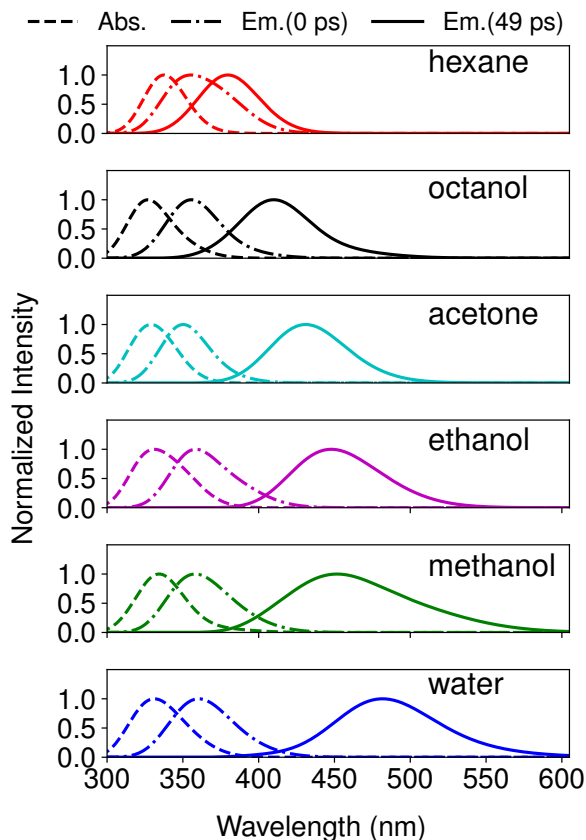 Abs. Em.(0 ps) Em.(49 ps)
hexane
1.0
0.5
0.0
octanol
1.0
0.5
0.0
acetone
1.0
0.5
0.0
ethanol
1.0
0.5
0.0
methanol
1.0
0.5
0.0
water
1.0
0.5
0.0
300 350 400 450 500 550 600
Wavelength (nm)
Normalized Intensity